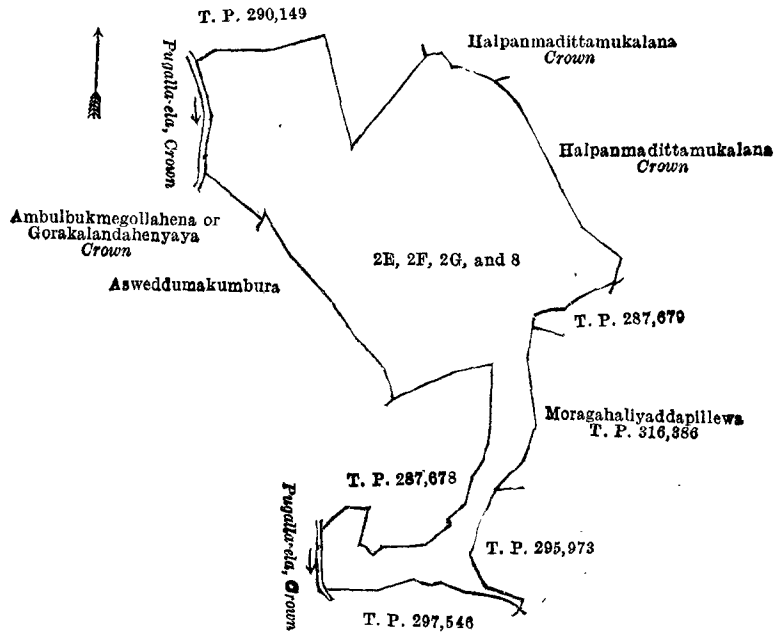 T. P. 290,149
Halpanmadittamukalana
Crown
Pugalla-ela, Crown
Halpanmadittamukalana
Crown
Ambulbukmegollahena or
Gorakalandahenyaya
Crown
Asweddumakumbura
2E, 2F, 2G, and 8
T. P. 287,679
Moragahaliyaddapillewa
T. P. 316,386
T. P. 287,678
Pugalla-ela, Crown
T. P. 295,973
T. P. 297,546